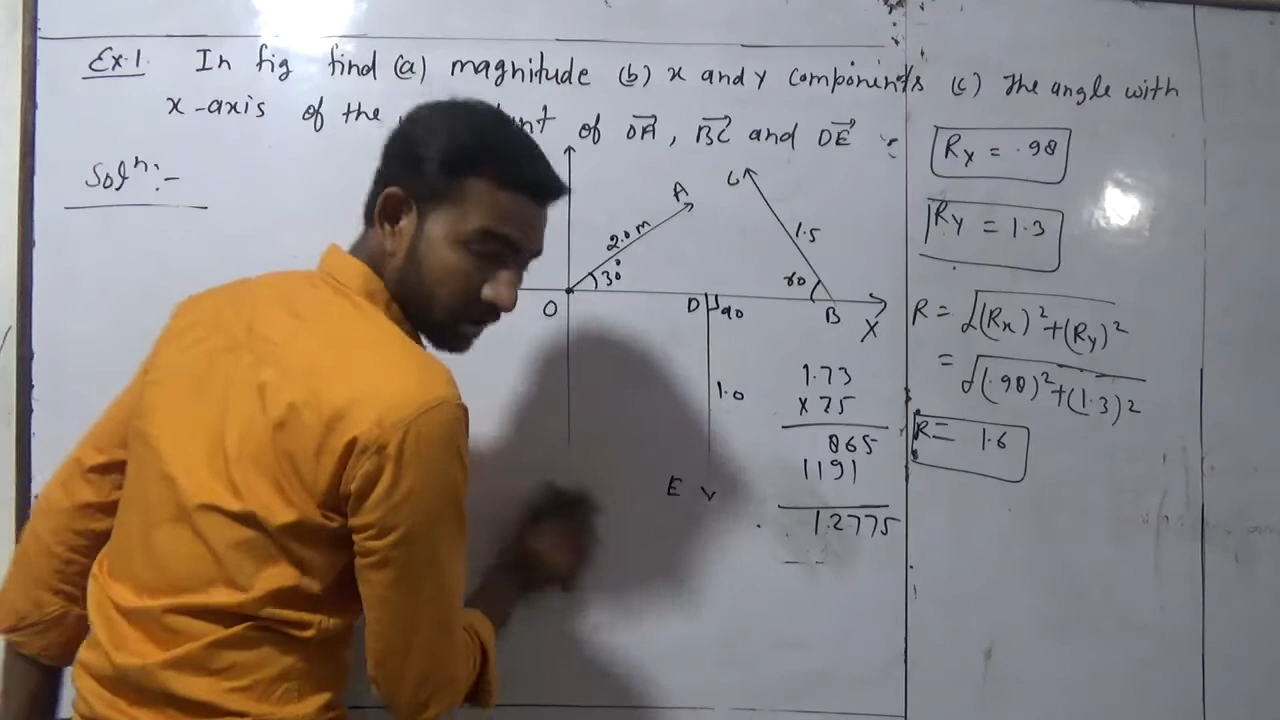 Ex.1. In fig find (a) magnitude (b) x and y components (c) The angle with
x-axis of the of OA, BC and DE :
Solⁿ:-
A
2.0m
30°
O
C
1.5
60
B
X
D
90
1.0
E
1.73
×75
865
1191
1.2775
Rx = .98
Ry = 1.3
R = √(Rx)²+(Ry)²
= √(.98)²+(1.3)²
R = 1.6